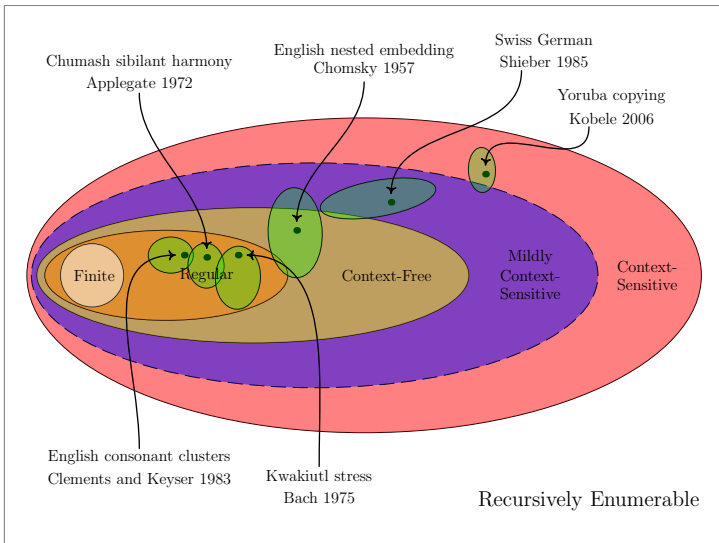 Chumash sibilant harmony
Applegate 1972
English nested embedding
Chomsky 1957
Swiss German
Shieber 1985
Yoruba copying
Kobele 2006
Finite
Regular
Context-Free
Mildly
Context-
Sensitive
Context-
Sensitive
English consonant clusters
Clements and Keyser 1983
Kwakiutl stress
Bach 1975
Recursively Enumerable